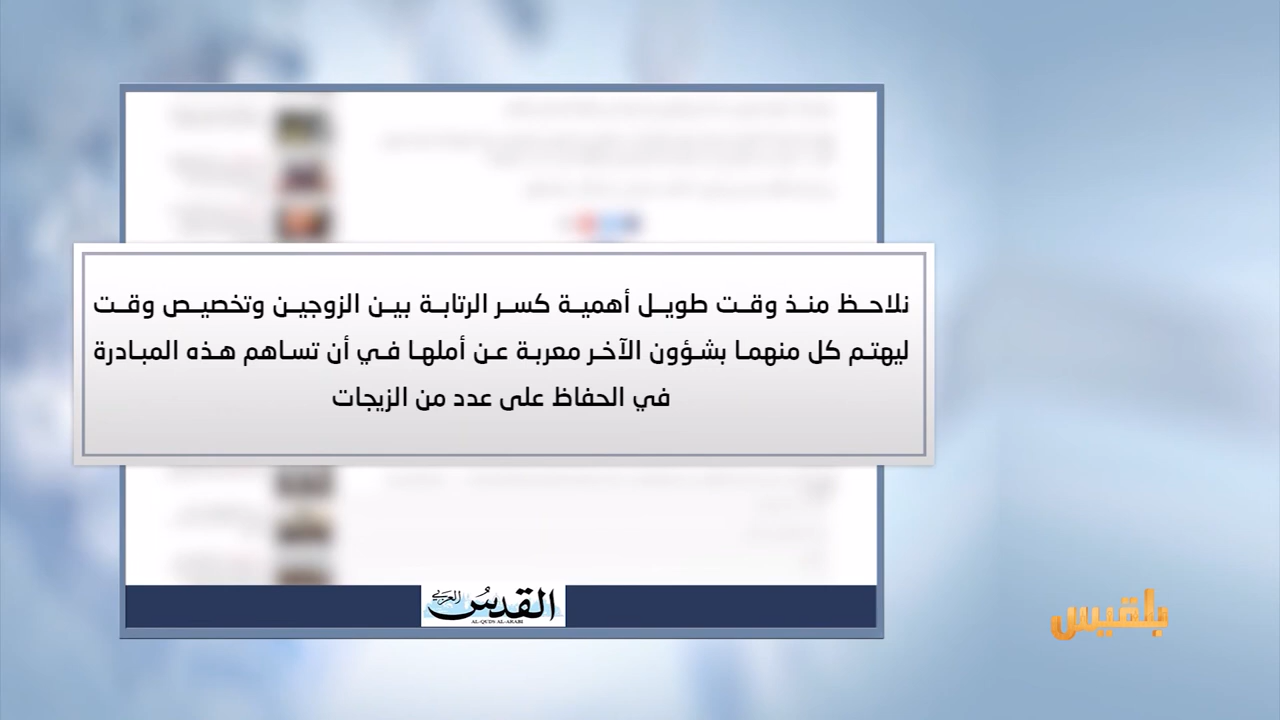 نلاحظ منذ وقت طويل أهمية كسر الرتابة بين الزوجين وتخصيص وقت
ليهتم كل منهما بشؤون الآخر معربة عن أملها في أن تساهم هذه المبادرة
في الحفاظ على عدد من الزيجات
القدس العربي
AL-QUDS AL-ARABI
بلقيس